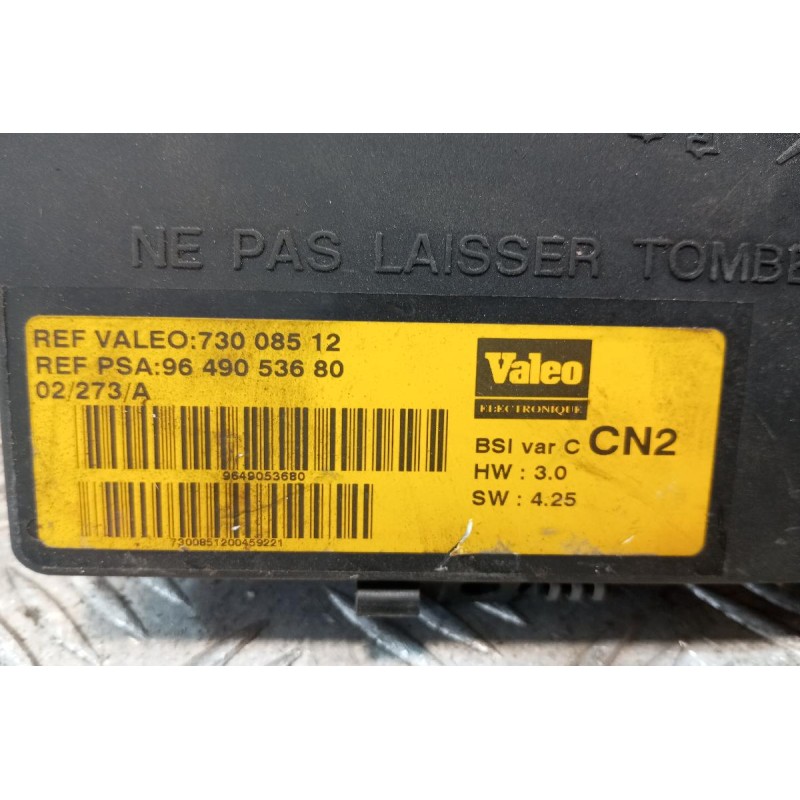 NE PAS LAISSER TOMBE
REF VALEO:730 085 12
REF PSA:96 490 536 80
02/273/A
9649053680
7300851200459221
Valeo
ELECTRONIQUE
BSI var C CN2
HW : 3.0
SW : 4.25